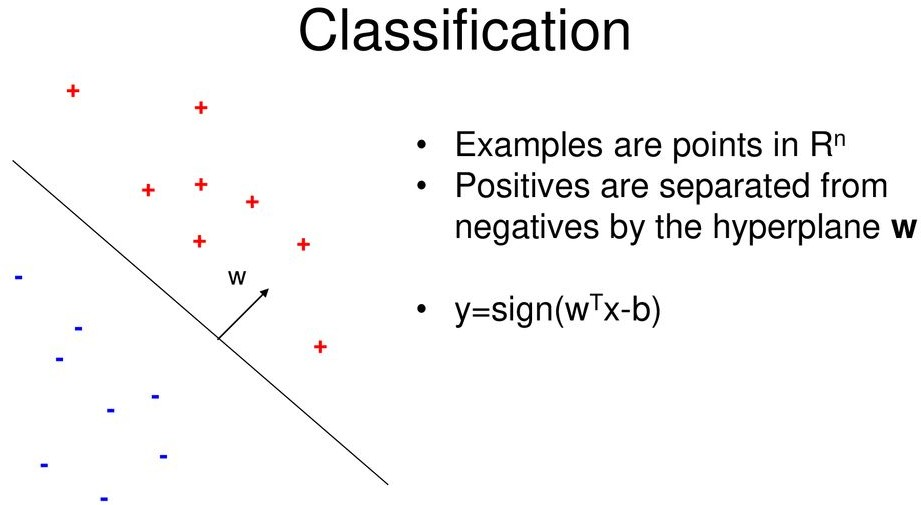 Classification
• Examples are points in Rⁿ
• Positives are separated from
negatives by the hyperplane w
• y=sign(wᵀx-b)
w
+
+
+
+
+
+
+
+
-
-
-
-
-
-
-
-